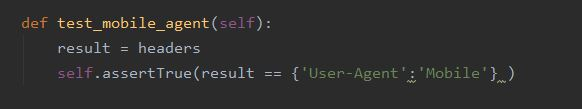 def test_mobile_agent(self):
    result = headers
    self.assertTrue(result == {'User-Agent':'Mobile'} )